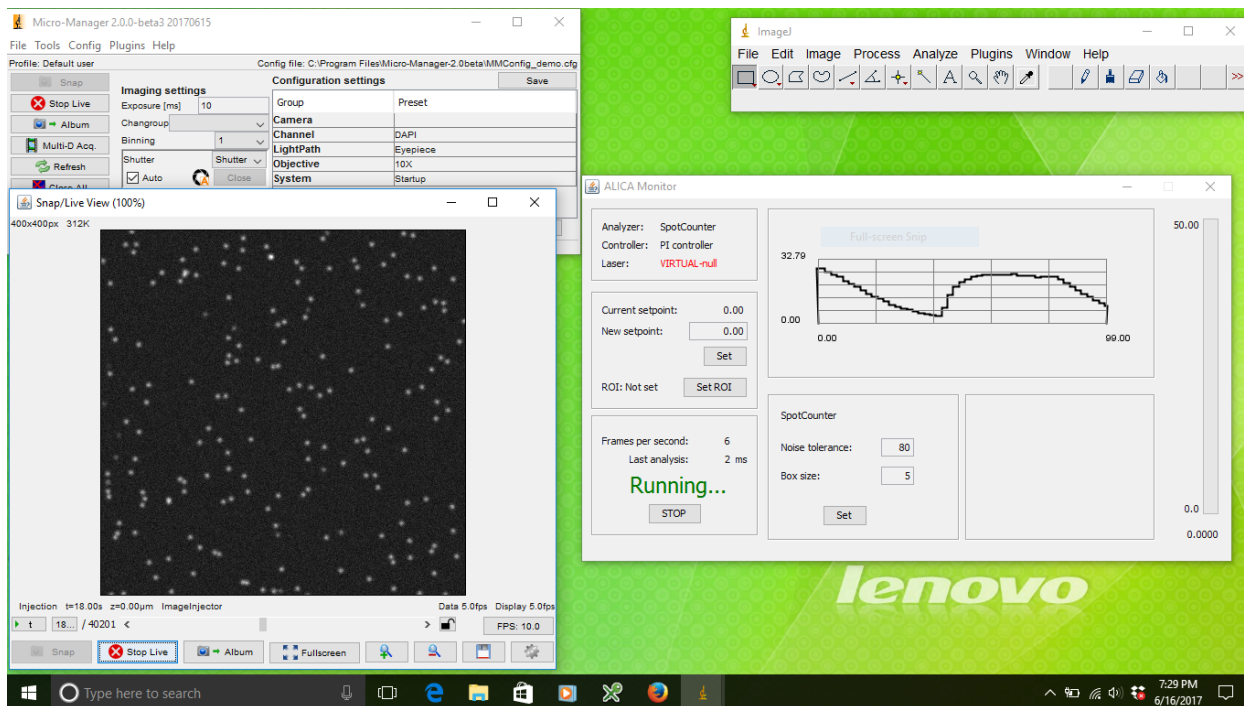 Micro-Manager 2.0.0-beta3 20170615
File Tools Config Plugins Help
Profile: Default user
Config file: C:\Program Files\Micro-Manager-2.0beta\MMConfig_demo.cfg
Snap
Stop Live
Album
Multi-D Acq.
Refresh
Close All
Imaging settings
Exposure [ms] 10
Changroup
Binning 1
Shutter Shutter
Auto Close
Configuration settings Save
Group Preset
Camera
Channel DAPI
LightPath Eyepiece
Objective 10X
System Startup
Snap/Live View (100%)
400x400px 312K
Injection t=18.00s z=0.00µm ImageInjector
Data 5.0fps Display 5.0fps
t 18... / 40201 < >
FPS: 10.0
Snap Stop Live Album Fullscreen
ImageJ
File Edit Image Process Analyze Plugins Window Help
A >>
ALICA Monitor
Analyzer: SpotCounter
Controller: PI controller
Laser: VIRTUAL-null
Current setpoint: 0.00
New setpoint: 0.00
Set
ROI: Not set Set ROI
Frames per second: 6
Last analysis: 2 ms
Running...
STOP
Full-screen Snip
32.79
0.00
0.00 99.00
SpotCounter
Noise tolerance: 80
Box size: 5
Set
50.00
0.0
0.0000
lenovo
Type here to search
7:29 PM
6/16/2017